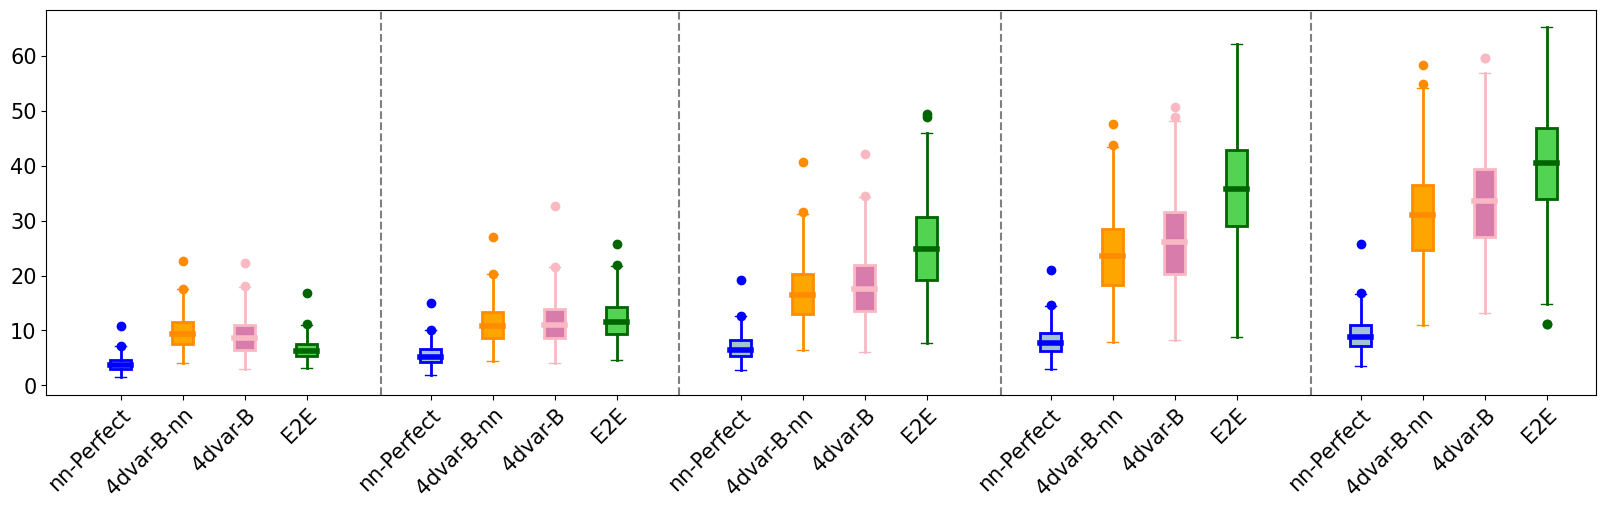 60
50
40
30
20
10
0
nn-Perfect
4dvar-B-nn
4dvar-B
E2E
nn-Perfect
4dvar-B-nn
4dvar-B
E2E
nn-Perfect
4dvar-B-nn
4dvar-B
E2E
nn-Perfect
4dvar-B-nn
4dvar-B
E2E
nn-Perfect
4dvar-B-nn
4dvar-B
E2E